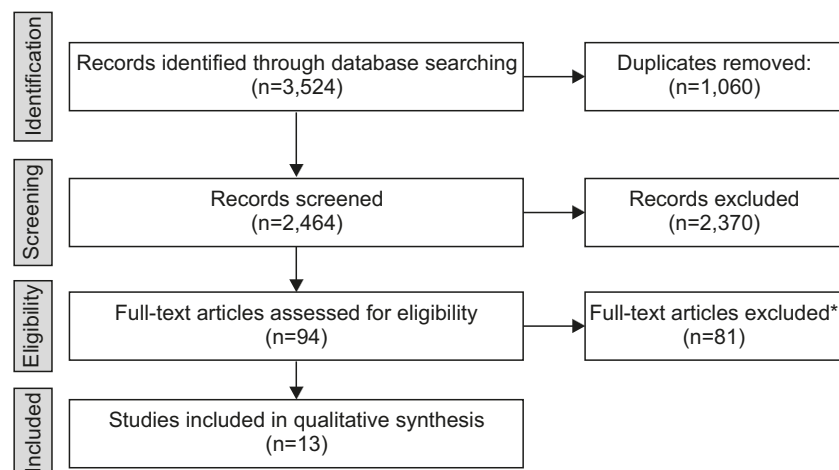 Identification
Records identified through database searching
(n=3,524)
Duplicates removed:
(n=1,060)
Screening
Records screened
(n=2,464)
Records excluded
(n=2,370)
Eligibility
Full-text articles assessed for eligibility
(n=94)
Full-text articles excluded*
(n=81)
Included
Studies included in qualitative synthesis
(n=13)